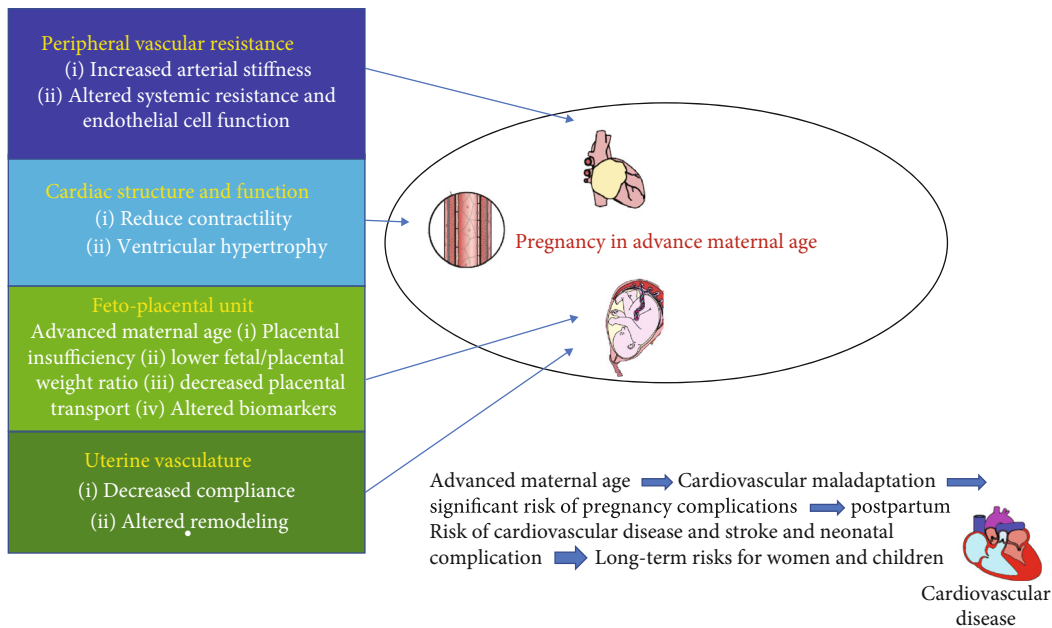 Peripheral vascular resistance
(i) Increased arterial stiffness
(ii) Altered systemic resistance and
endothelial cell function
Cardiac structure and function
(i) Reduce contractility
(ii) Ventricular hypertrophy
Feto-placental unit
Advanced maternal age (i) Placental
insufficiency (ii) lower fetal/placental
weight ratio (iii) decreased placental
transport (iv) Altered biomarkers
Uterine vasculature
(i) Decreased compliance
(ii) Altered remodeling
Pregnancy in advance maternal age
Advanced maternal age Cardiovascular maladaptation
significant risk of pregnancy complications postpartum
Risk of cardiovascular disease and stroke and neonatal
complication Long-term risks for women and children
Cardiovascular
disease